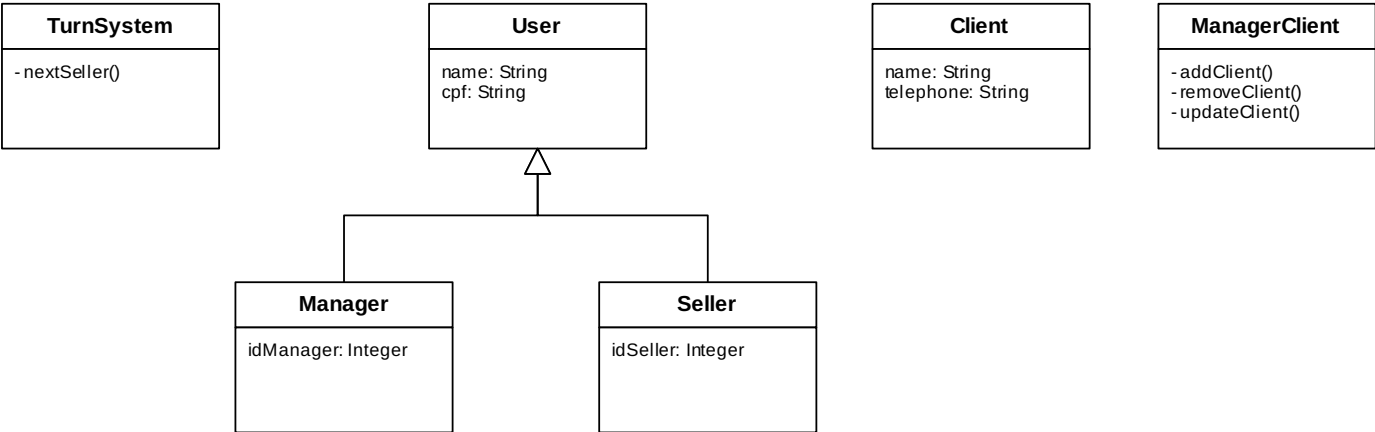 TurnSystem
- nextSeller()
User
name: String
cpf: String
Client
name: String
telephone: String
ManagerClient
- addClient()
- removeClient()
- updateClient()
Manager
idManager: Integer
Seller
idSeller: Integer